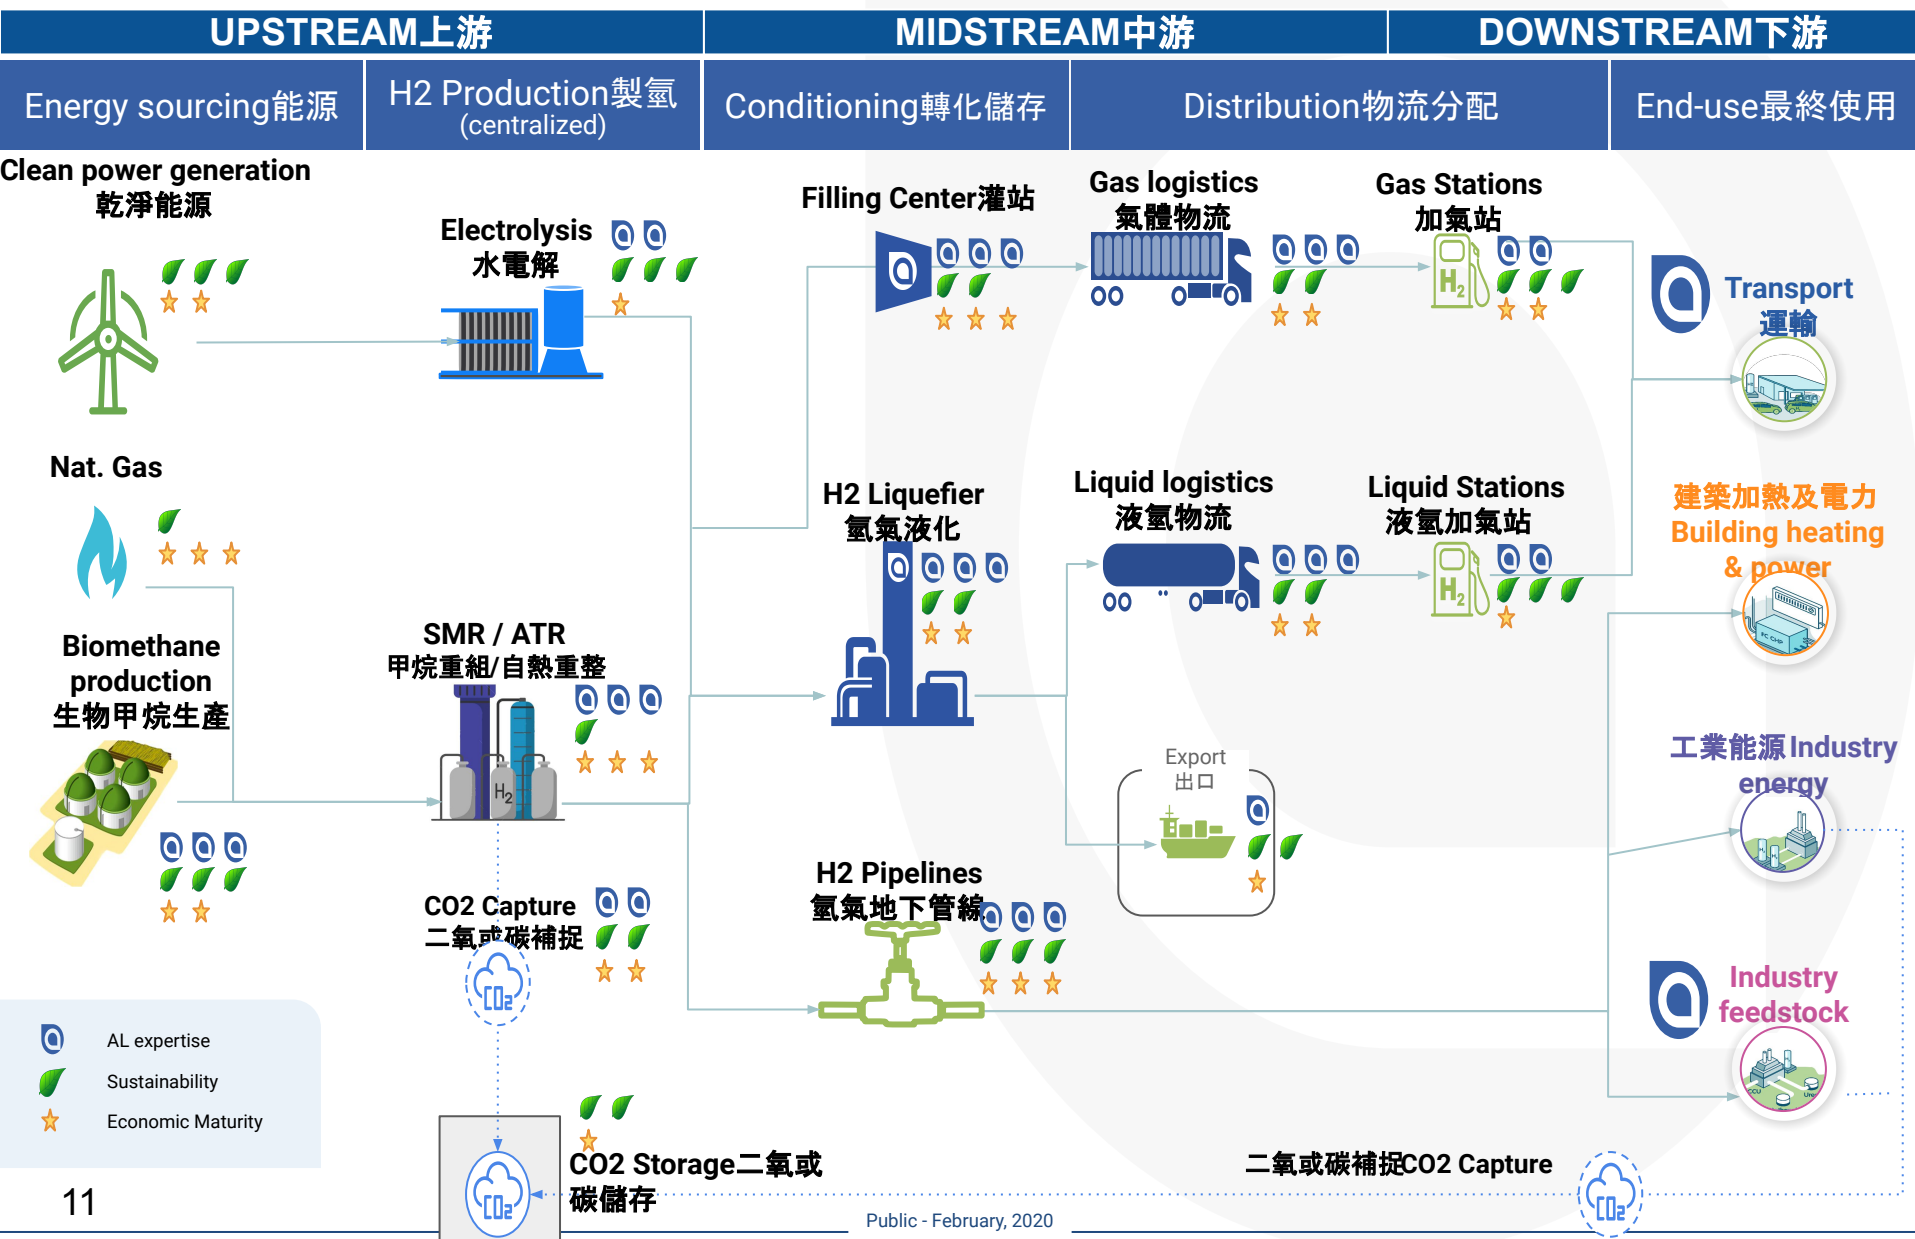 UPSTREAM上游
MIDSTREAM中游
DOWNSTREAM下游
Energy sourcing能源
H2 Production製氫
(centralized)
Conditioning轉化儲存
Distribution物流分配
End-use最終使用
Clean power generation
乾淨能源
Electrolysis
水電解
Filling Center灌站
Gas logistics
氣體物流
Gas Stations
加氣站
H2
Transport
運輸
Nat. Gas
H2 Liquefier
氫氣液化
Liquid logistics
液氫物流
Liquid Stations
液氫加氣站
H2
建築加熱及電力
Building heating
& power
FC CHP
Biomethane
production
生物甲烷生產
SMR / ATR
甲烷重組/自熱重整
H2
Export
出口
工業能源Industry
energy
H2 Pipelines
氫氣地下管線
CO2 Capture
二氧或碳補捉
CO2
Industry
feedstock
CCU
AL expertise
Sustainability
Economic Maturity
CO2 Storage二氧或
碳儲存
CO2
二氧或碳補捉CO2 Capture
CO2
11
Public - February, 2020